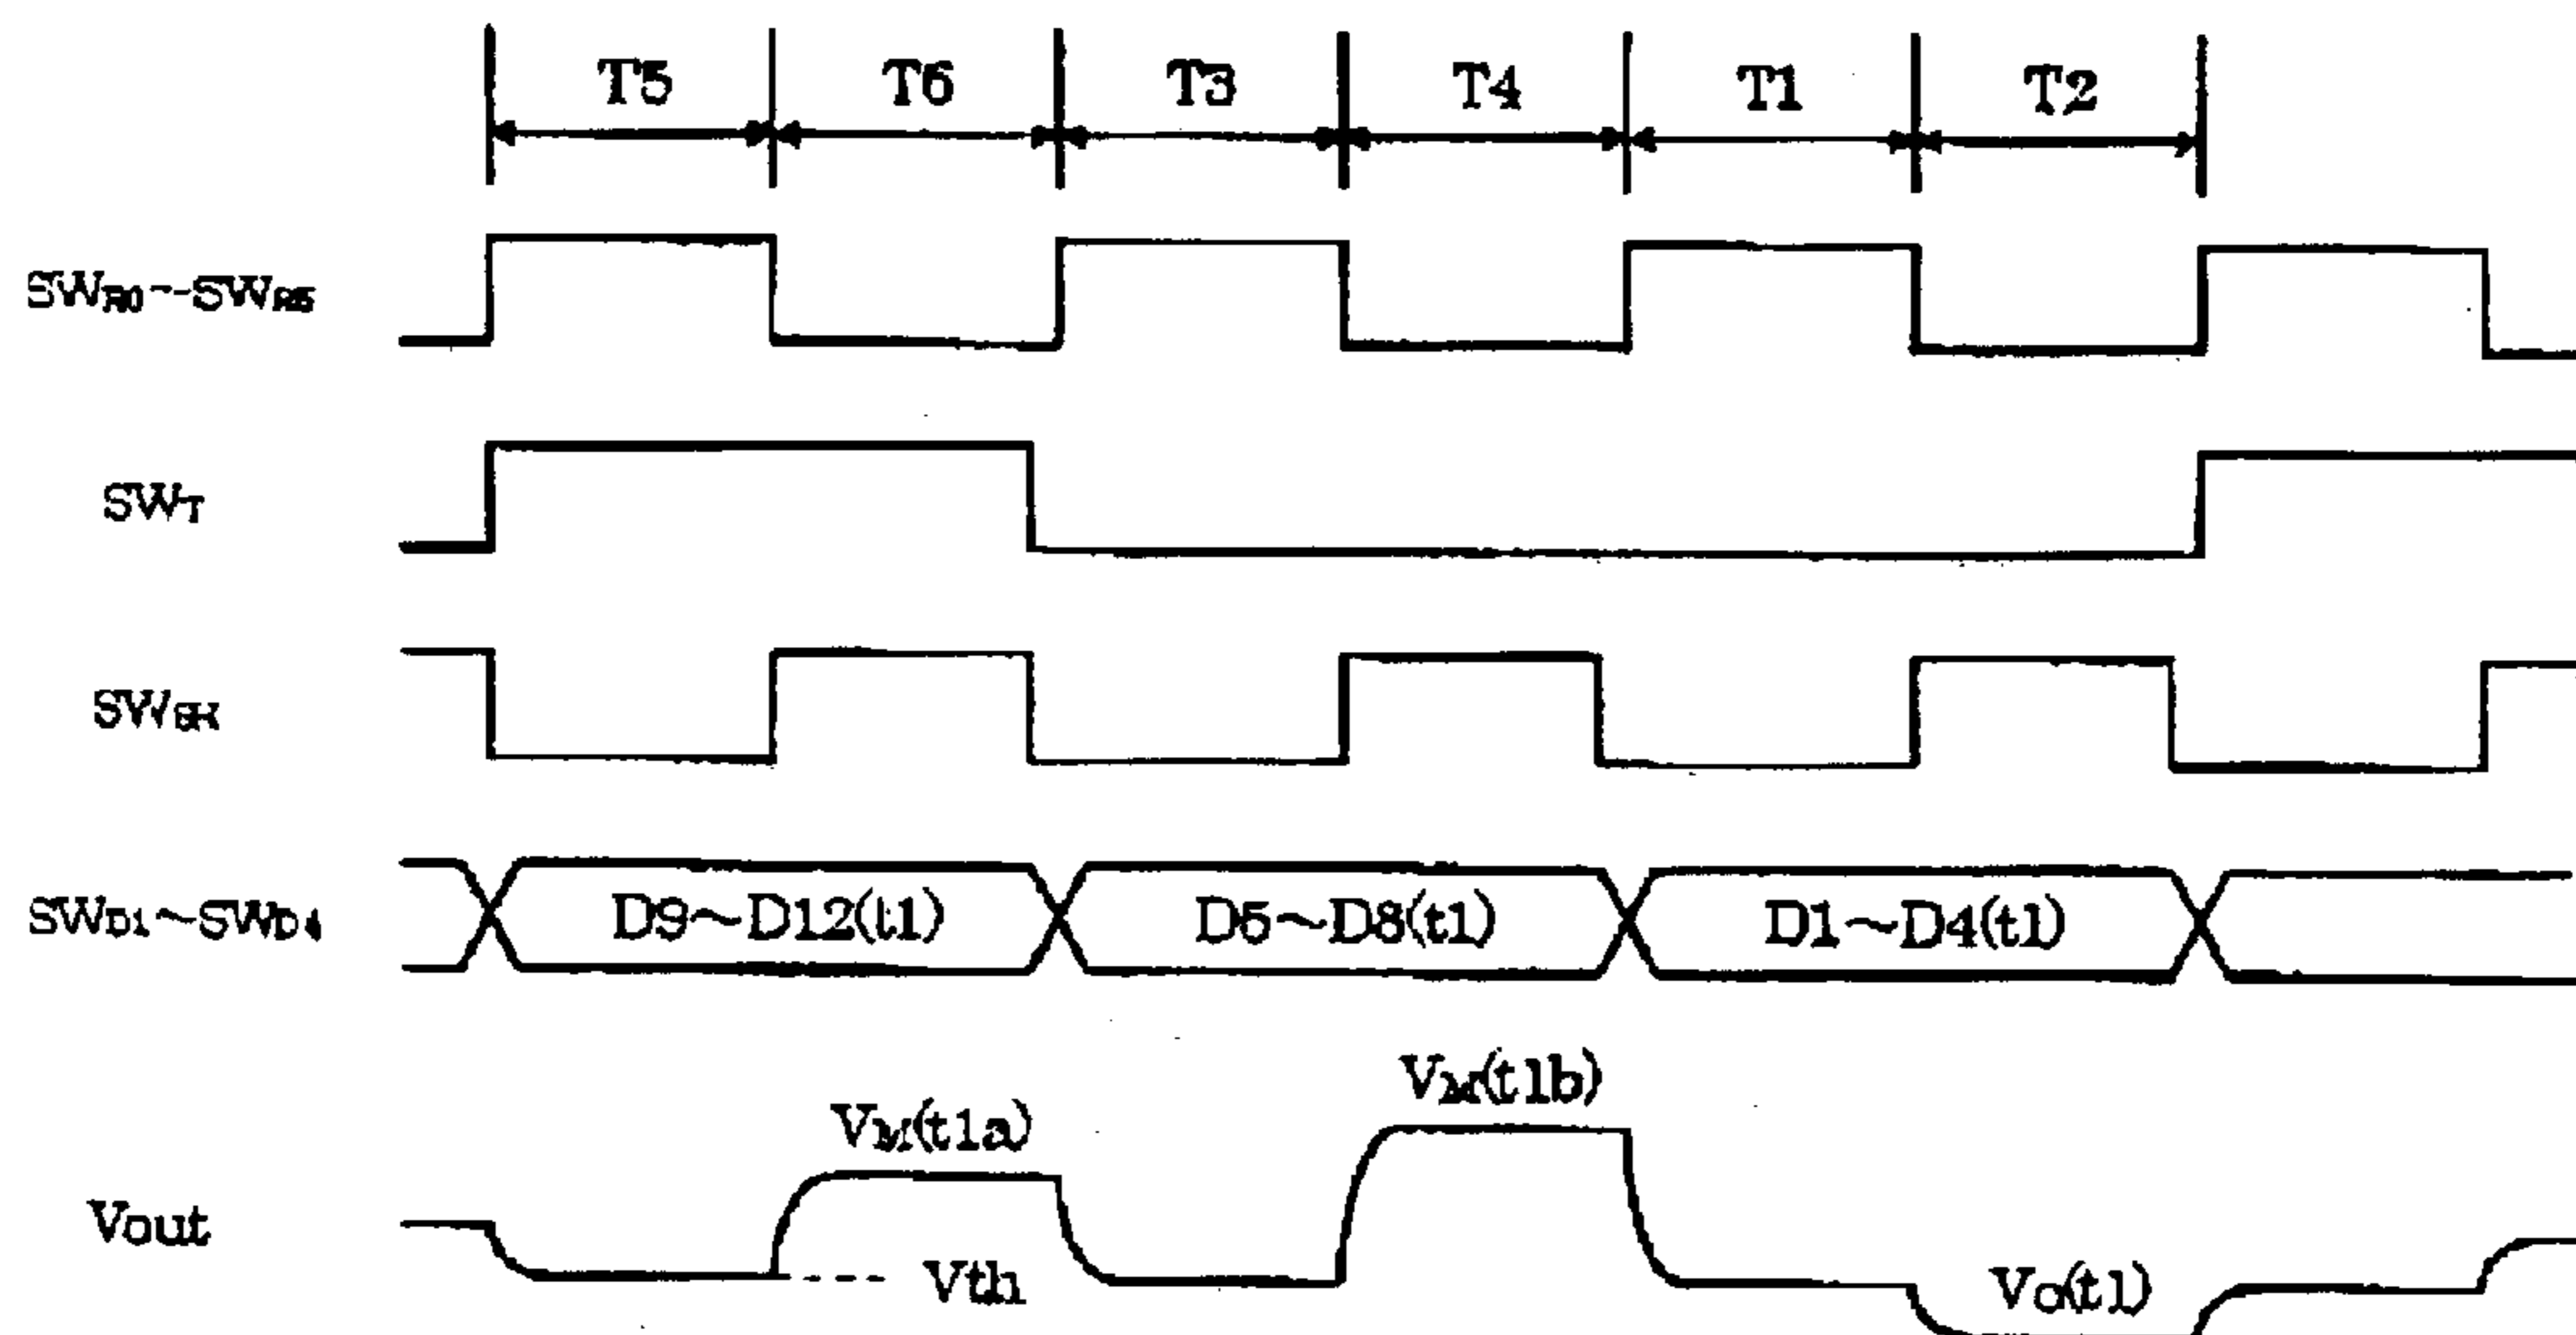 T5 T6 T3 T4 T1 T2
SWR0~SWR5
SWT
SWSH
SWD1~SWD4 D9~D12(t1) D5~D8(t1) D1~D4(t1)
VM(t1a) VM(t1b)
Vout Vth VO(t1)